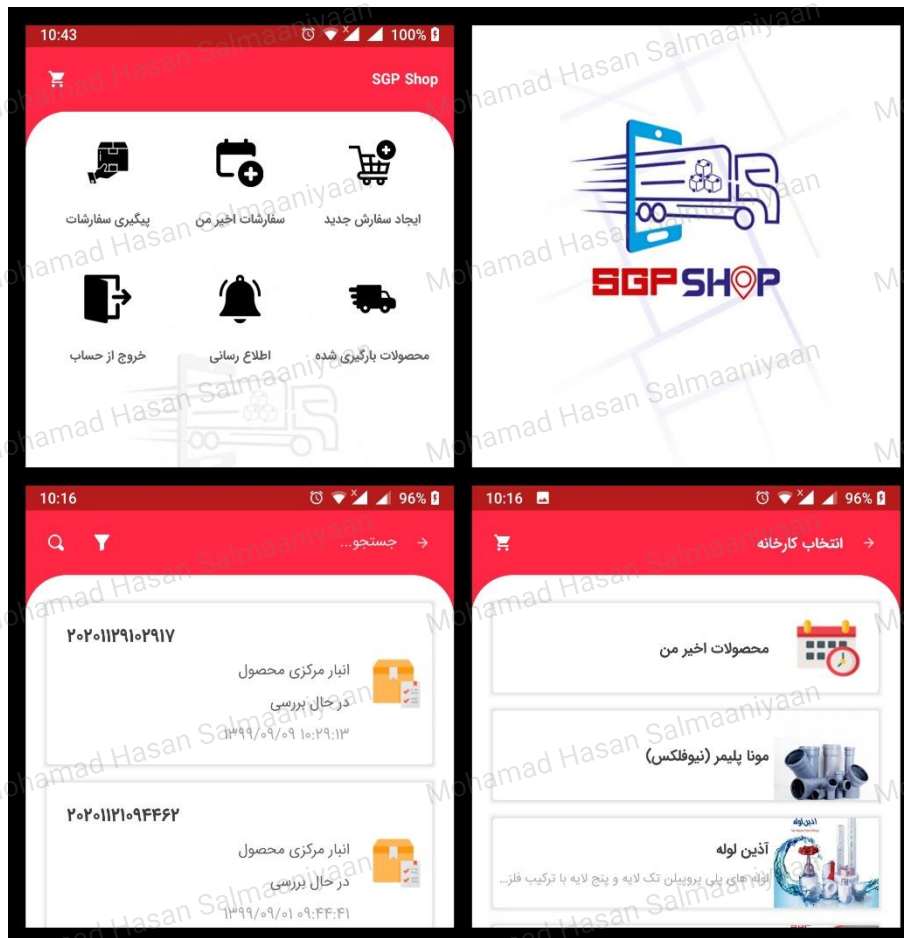 10:43
100%
SGP Shop
ایجاد سفارش جدید
سفارشات اخیر من
پیگیری سفارشات
محصولات بارگیری شده
اطلاع رسانی
خروج از حساب
SGP SHOP
10:16
96%
جستجو...
۲۰۲۰۱۱۲۹۱۰۲۹۱۷
انبار مرکزی محصول
در حال بررسی
۱۳۹۹/۰۹/۰۹ ۱۰:۲۹:۱۳
۲۰۲۰۱۱۲۱۰۹۴۴۶۲
انبار مرکزی محصول
در حال بررسی
۱۳۹۹/۰۹/۰۱ ۰۹:۴۴:۴۱
10:16
96%
انتخاب کارخانه
محصولات اخیر من
مونا پلیمر (نیوفلکس)
آذین لوله
آذین لوله
لوله های پلی پروپیلن تک لایه و پنج لایه با ترکیب فلز...
Mohamad Hasan Salmaaniyaan